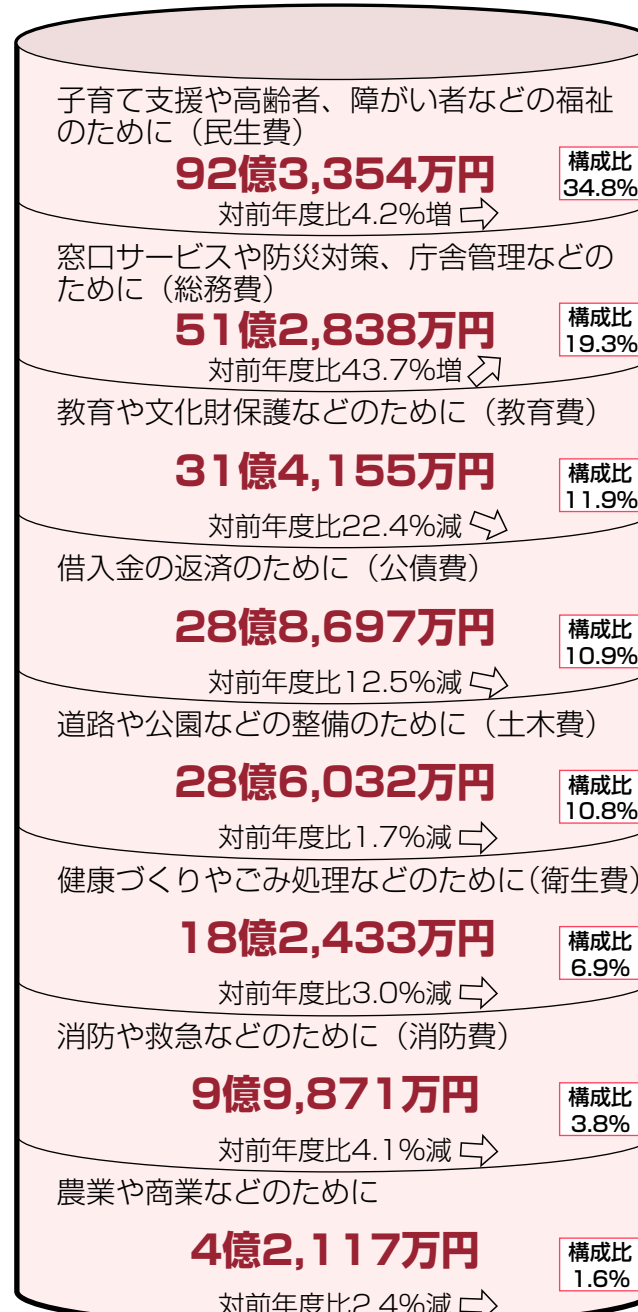 子育て支援や高齢者、障がい者などの福祉
のために（民生費）
92億3,354万円
構成比
34.8%
対前年度比4.2%増
窓口サービスや防災対策、庁舎管理などの
ために（総務費）
51億2,838万円
構成比
19.3%
対前年度比43.7%増
教育や文化財保護などのために（教育費）
31億4,155万円
構成比
11.9%
対前年度比22.4%減
借入金の返済のために（公債費）
28億8,697万円
構成比
10.9%
対前年度比12.5%減
道路や公園などの整備のために（土木費）
28億6,032万円
構成比
10.8%
対前年度比1.7%減
健康づくりやごみ処理などのために（衛生費）
18億2,433万円
構成比
6.9%
対前年度比3.0%減
消防や救急などのために（消防費）
9億9,871万円
構成比
3.8%
対前年度比4.1%減
農業や商業などのために
4億2,117万円
構成比
1.6%
対前年度比2.4%減